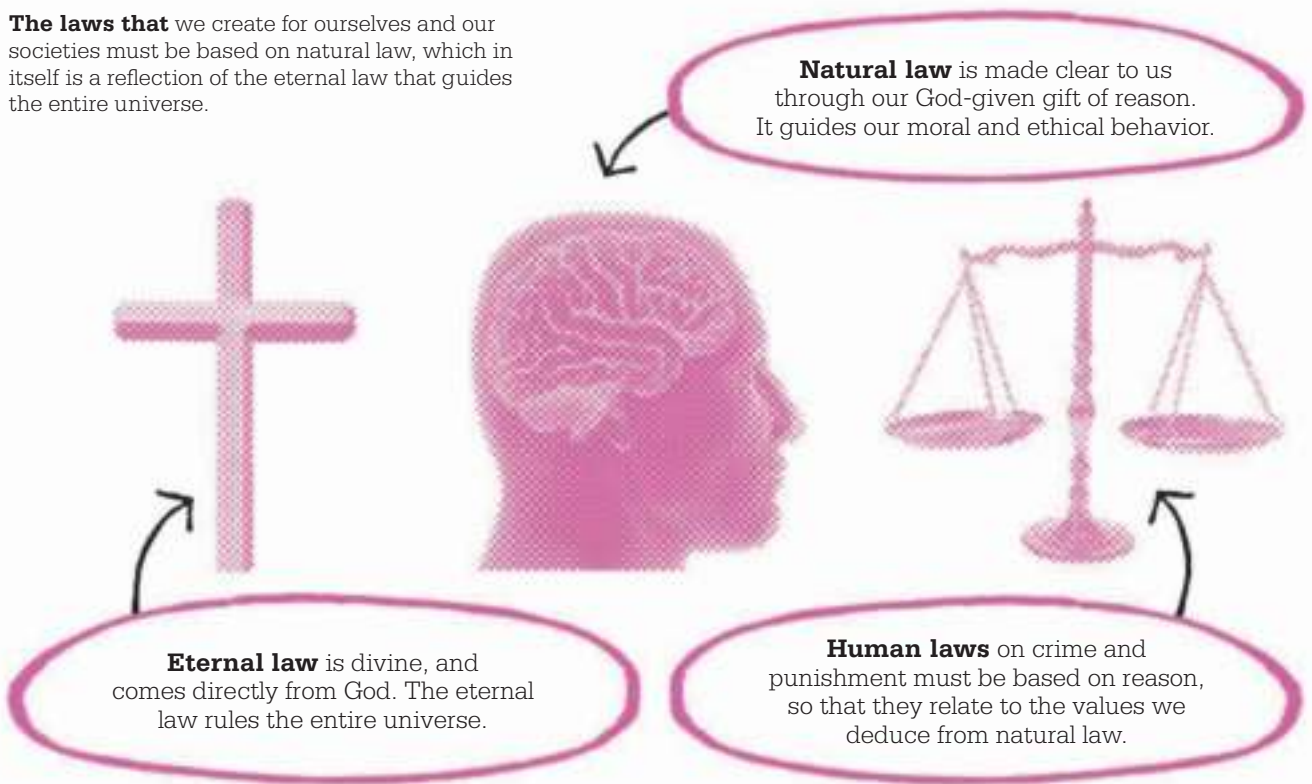 The laws that we create for ourselves and our
societies must be based on natural law, which in
itself is a reflection of the eternal law that guides
the entire universe.
Natural law is made clear to us
through our God-given gift of reason.
It guides our moral and ethical behavior.
Eternal law is divine, and
comes directly from God. The eternal
law rules the entire universe.
Human laws on crime and
punishment must be based on reason,
so that they relate to the values we
deduce from natural law.